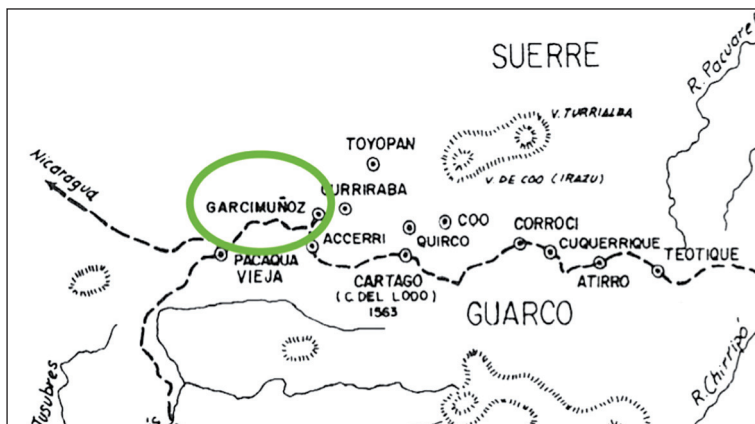 SUERRE
R. Pacuare
V. TURRIALBA
TOYOPAN
V. DE COO (IRAZU)
Nicaragua
GARCIMUÑOZ
CURRIRABA
COO
CORROCI
ACCERRI
QUIRCO
CUQUERRIQUE
PACAQUA
VIEJA
CARTAGO
(C. DEL LODO)
1563
ATIRRO
TEOTIQUE
GUARCO
R. Chirripó
Tusubres